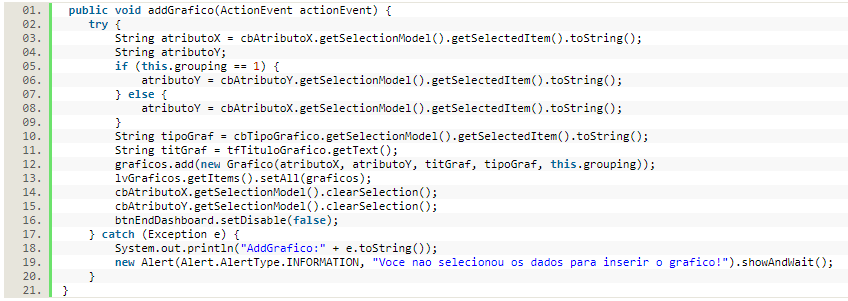 01. public void addGrafico(ActionEvent actionEvent) {
02. try {
03. String atributoX = cbAtributoX.getSelectionModel().getSelectedItem().toString();
04. String atributoY;
05. if (this.grouping == 1) {
06. atributoY = cbAtributoY.getSelectionModel().getSelectedItem().toString();
07. } else {
08. atributoY = cbAtributoX.getSelectionModel().getSelectedItem().toString();
09. }
10. String tipoGraf = cbTipoGrafico.getSelectionModel().getSelectedItem().toString();
11. String titGraf = tfTituloGrafico.getText();
12. graficos.add(new Grafico(atributoX, atributoY, titGraf, tipoGraf, this.grouping));
13. lvGraficos.getItems().setAll(graficos);
14. cbAtributoX.getSelectionModel().clearSelection();
15. cbAtributoY.getSelectionModel().clearSelection();
16. btnEndDashboard.setDisable(false);
17. } catch (Exception e) {
18. System.out.println("AddGrafico:" + e.toString());
19. new Alert(Alert.AlertType.INFORMATION, "Voce nao selecionou os dados para inserir o grafico!").showAndWait();
20. }
21. }